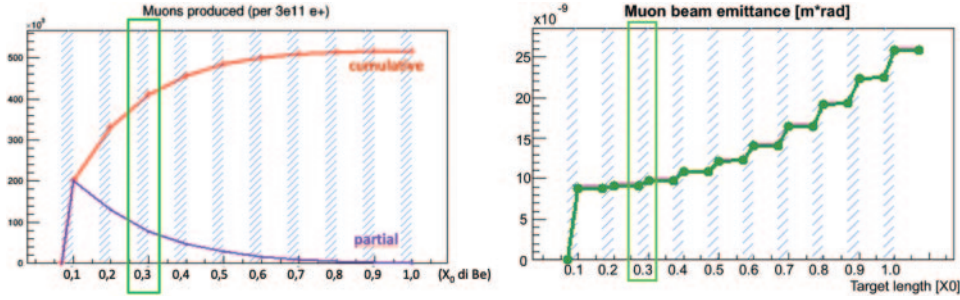 Muons produced (per 3e11 e+)
×10³
500
400
300
200
100
0
cumulative
partial
0,1 0,2 0,3 0,4 0,5 0,6 0,7 0,8 0,9 1,0 (X₀ di Be)
Muon beam emittance [m*rad]
x10 -9
25
20
15
10
5
0
0.1 0.2 0.3 0.4 0.5 0.6 0.7 0.8 0.9 1.0
Target length [X0]